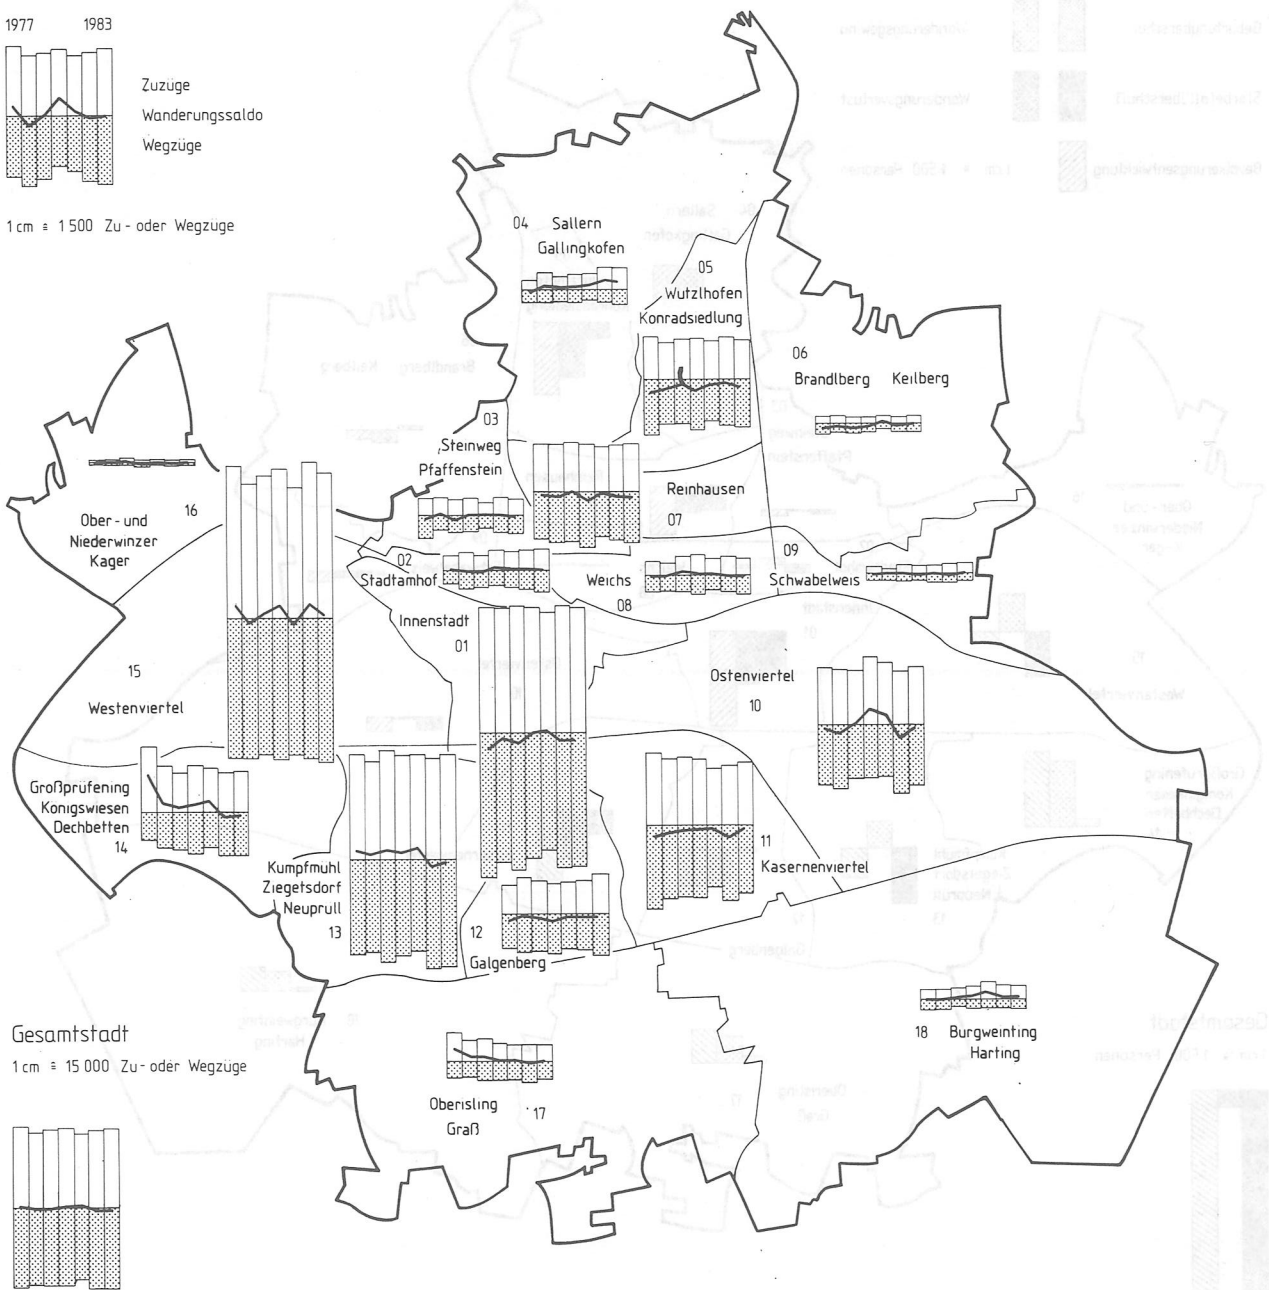 1977 1983
Zuzüge
Wanderungssaldo
Wegzüge
1 cm ≙ 1 500 Zu- oder Wegzüge
04 Sallern
Gallingkofen
05
Wutzlhofen
Konradsiedlung
06
Brandlberg Keilberg
03
Steinweg
Pfaffenstein
16
Ober- und
Niederwinzer
Kager
Reinhausen
07
02
Stadtamhof
Weichs
08
09
Schwabelweis
Innenstadt
01
15
Westenviertel
Ostenviertel
10
Großprüfening
Königswiesen
Dechbetten
14
11
Kasernenviertel
Kumpfmühl
Ziegetsdorf
Neuprüll
13
12
Galgenberg
18 Burgweinting
Harting
Oberisling 17
Graß
Gesamtstadt
1 cm ≙ 15 000 Zu- oder Wegzüge